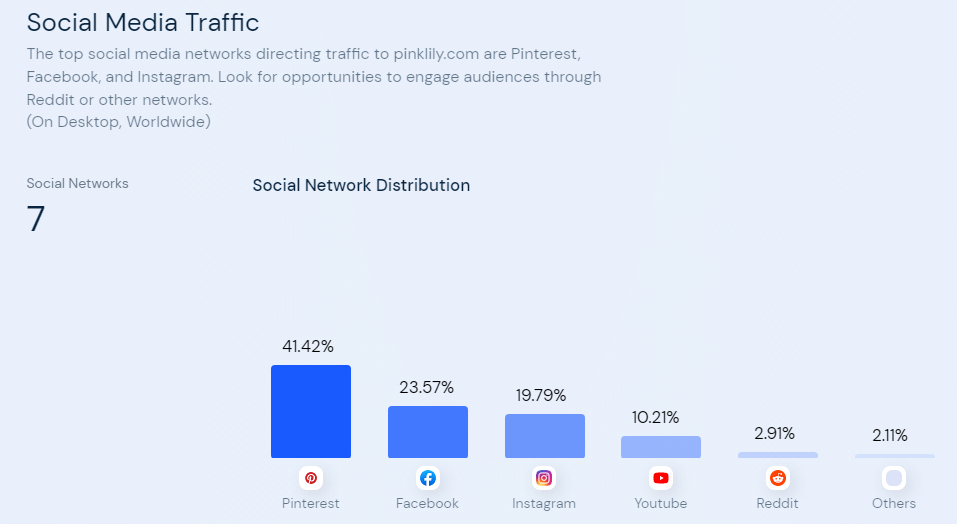 Social Media Traffic
The top social media networks directing traffic to pinklily.com are Pinterest,
Facebook, and Instagram. Look for opportunities to engage audiences through
Reddit or other networks.
(On Desktop, Worldwide)
Social Networks
7
Social Network Distribution
41.42%
23.57%
19.79%
10.21%
2.91%
2.11%
Pinterest
Facebook
Instagram
Youtube
Reddit
Others